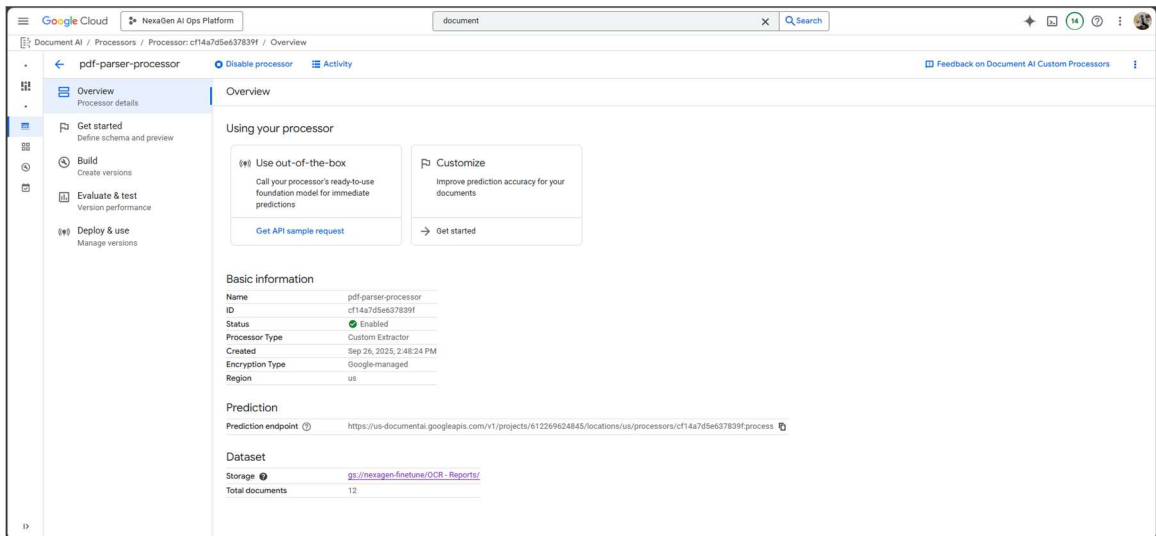 Google Cloud
NexaGen AI Ops Platform
document
Search
14
Document AI / Processors / Processor: cf14a7d5e637839f / Overview
pdf-parser-processor
Disable processor
Activity
Feedback on Document AI Custom Processors
Overview
Processor details
Get started
Define schema and preview
Build
Create versions
Evaluate & test
Version performance
Deploy & use
Manage versions
Overview
Using your processor
Use out-of-the-box
Call your processor's ready-to-use
foundation model for immediate
predictions
Get API sample request
Customize
Improve prediction accuracy for your
documents
Get started
Basic information
Name pdf-parser-processor
ID cf14a7d5e637839f
Status Enabled
Processor Type Custom Extractor
Created Sep 26, 2025, 2:48:24 PM
Encryption Type Google-managed
Region us
Prediction
Prediction endpoint https://us-documentai.googleapis.com/v1/projects/612269624845/locations/us/processors/cf14a7d5e637839f:process
Dataset
Storage gs://nexagen-finetune/OCR - Reports/
Total documents 12